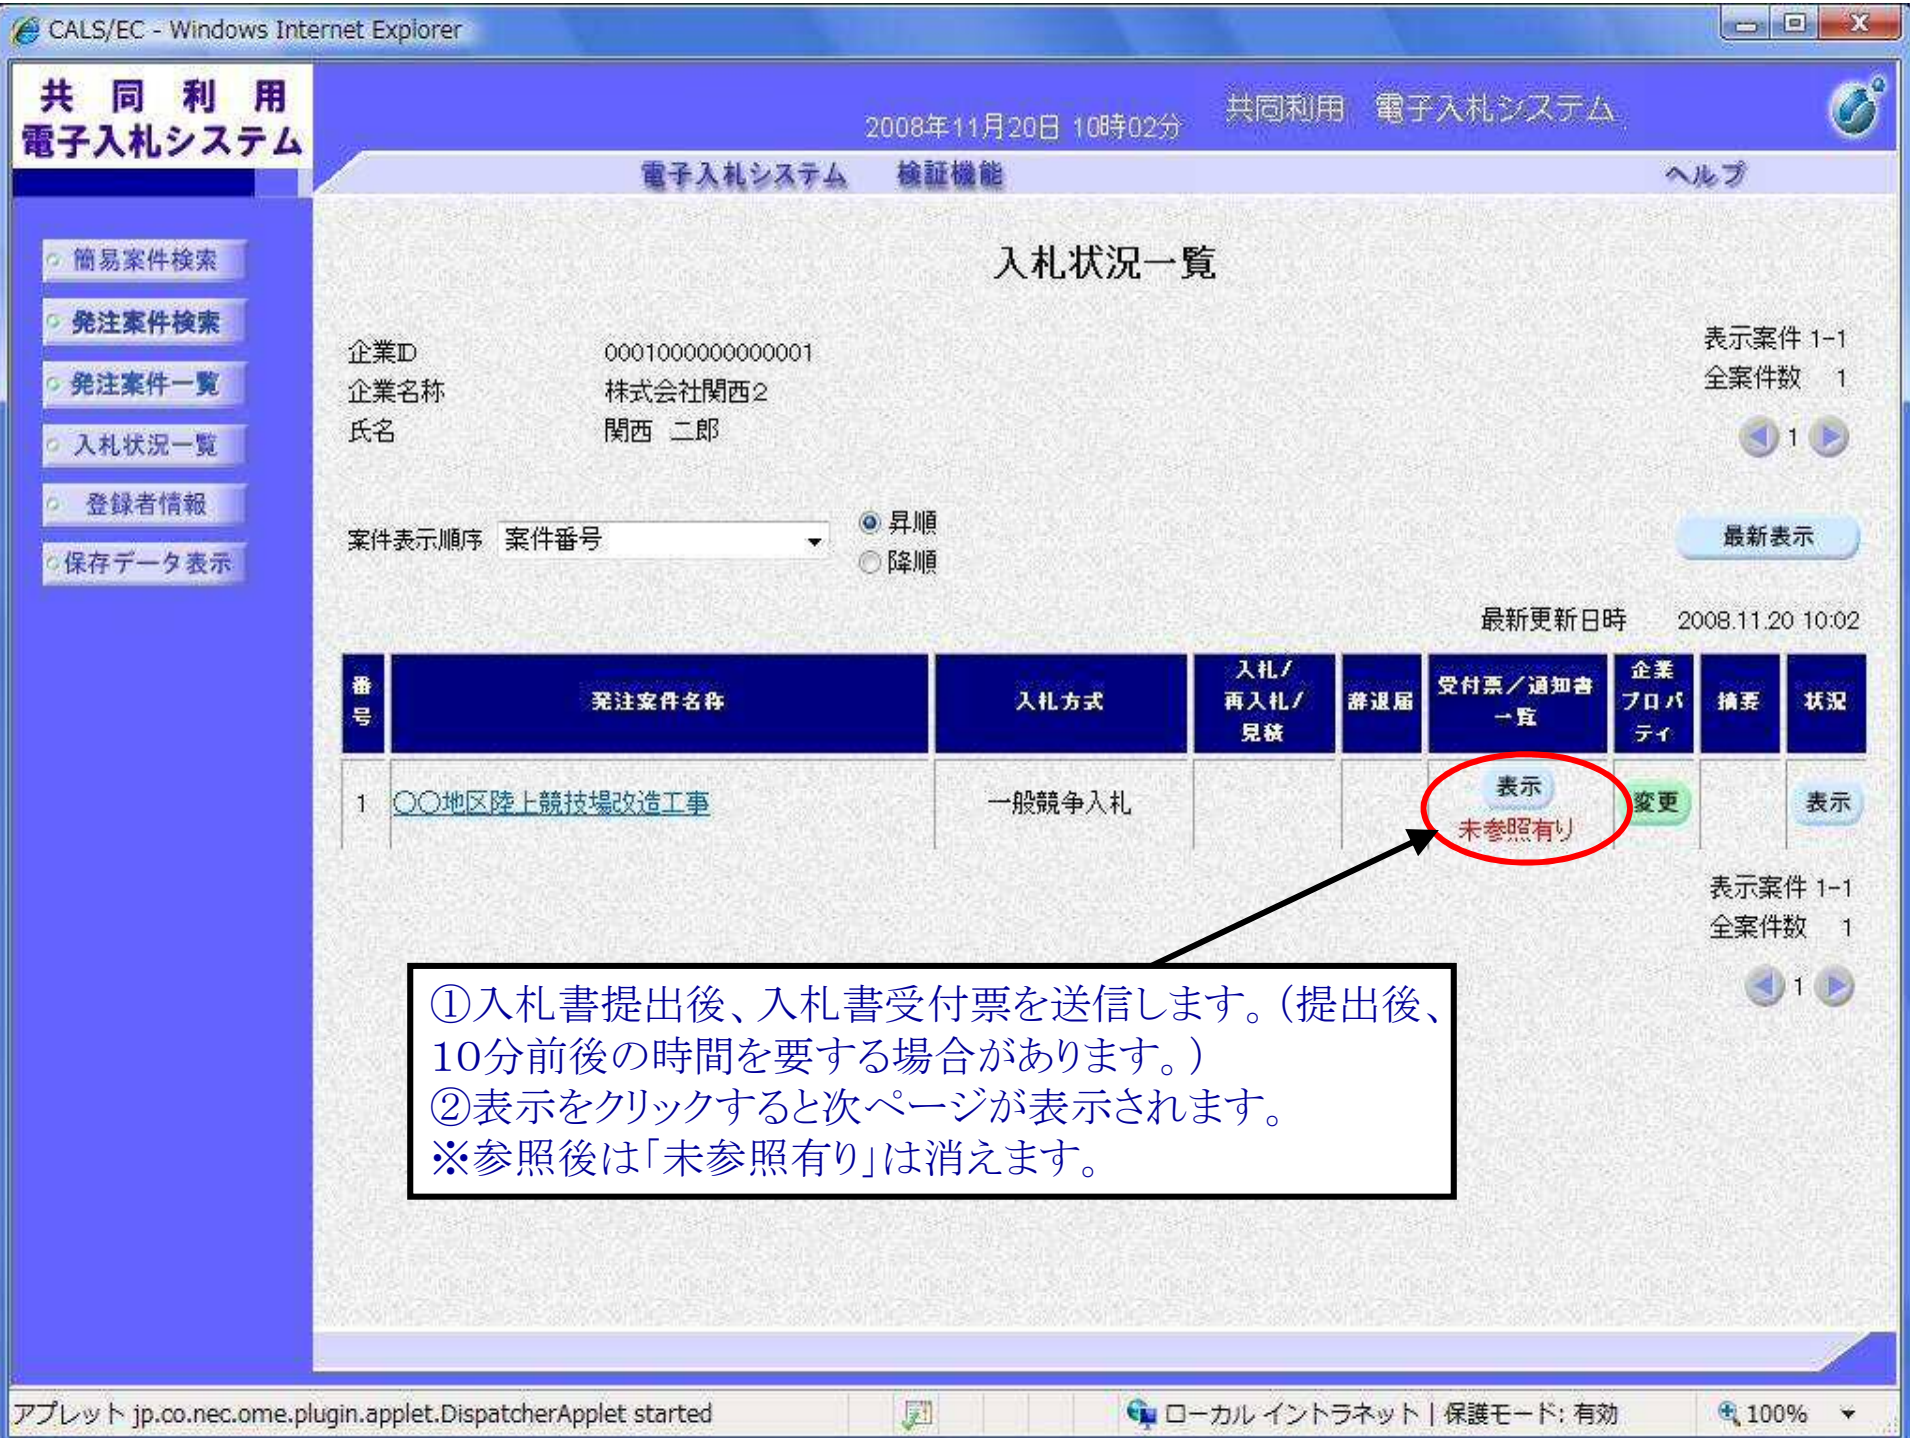 CALS/EC - Windows Internet Explorer
共 同 利 用
電子入札システム
2008年11月20日 10時02分
共同利用 電子入札システム
電子入札システム 検証機能 ヘルプ
簡易案件検索
発注案件検索
発注案件一覧
入札状況一覧
登録者情報
保存データ表示
入札状況一覧
企業ID 0001000000000001
企業名称 株式会社関西2
氏名 関西 二郎
表示案件 1-1
全案件数 1
1
案件表示順序 案件番号
昇順
降順
最新表示
最新更新日時 2008.11.20 10:02
番号 発注案件名称 入札方式 入札/再入札/見積 辞退届 受付票/通知書一覧 企業プロパティ 摘要 状況
1 〇〇地区陸上競技場改造工事 一般競争入札 表示 変更 表示
未参照有り
表示案件 1-1
全案件数 1
1
①入札書提出後、入札書受付票を送信します。(提出後、
10分前後の時間を要する場合があります。)
②表示をクリックすると次ページが表示されます。
※参照後は「未参照有り」は消えます。
アプレット jp.co.nec.ome.plugin.applet.DispatcherApplet started ローカル イントラネット | 保護モード: 有効 100%